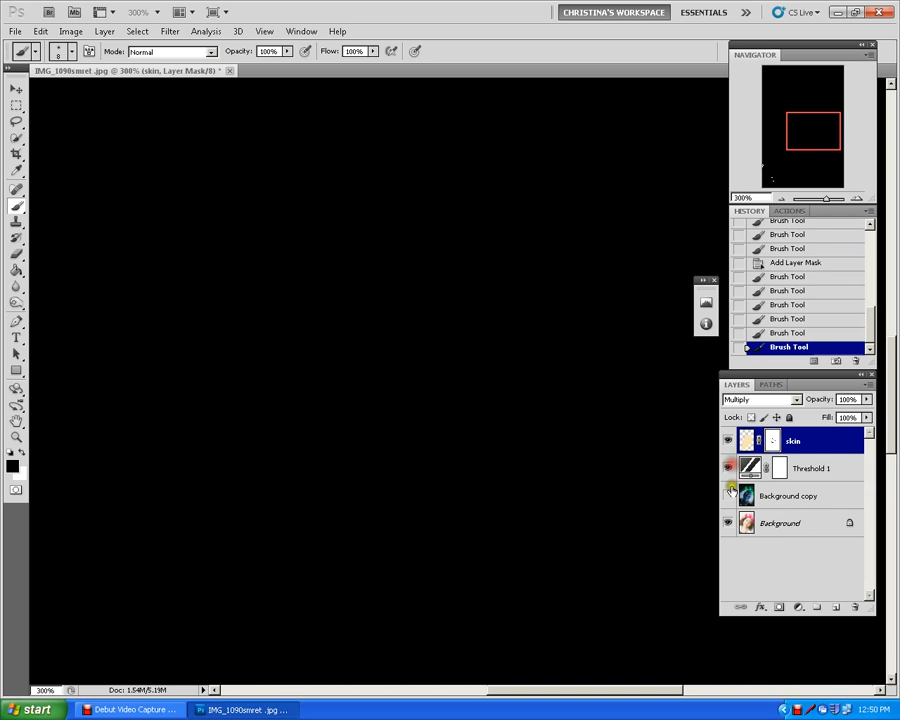 Ps Br Mb 300% CHRISTINA'S WORKSPACE ESSENTIALS CS Live
File Edit Image Layer Select Filter Analysis 3D View Window Help
8 Mode: Normal Opacity: 100% Flow: 100%
IMG_1090smret .jpg @ 300% (skin, Layer Mask/8) *
NAVIGATOR
300%
HISTORY ACTIONS
Brush Tool
Brush Tool
Brush Tool
Add Layer Mask
Brush Tool
Brush Tool
Brush Tool
Brush Tool
Brush Tool
Brush Tool
LAYERS PATHS
Multiply Opacity: 100%
Lock: Fill: 100%
skin
Threshold 1
Background copy
Background
300% Doc: 1.54M/5.19M
start Debut Video Capture ... IMG_1090smret .jpg ... 12:50 PM